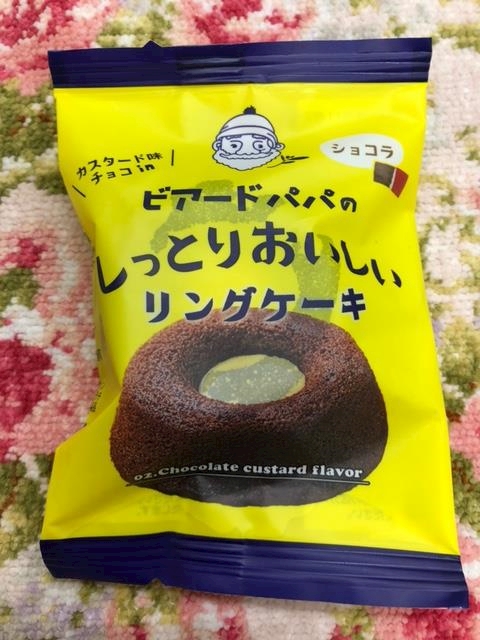 カスタード味
チョコin
ショコラ
ビアードパパの
しっとりおいしい
リングケーキ
02.Chocolate custard flavor